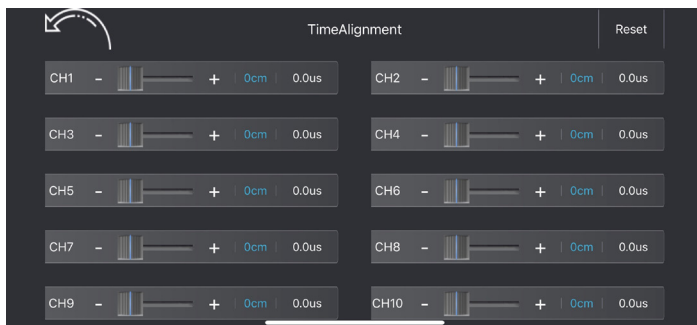 TimeAlignment Reset
CH1 - + 0cm 0.0us CH2 - + 0cm 0.0us
CH3 - + 0cm 0.0us CH4 - + 0cm 0.0us
CH5 - + 0cm 0.0us CH6 - + 0cm 0.0us
CH7 - + 0cm 0.0us CH8 - + 0cm 0.0us
CH9 - + 0cm 0.0us CH10 - + 0cm 0.0us